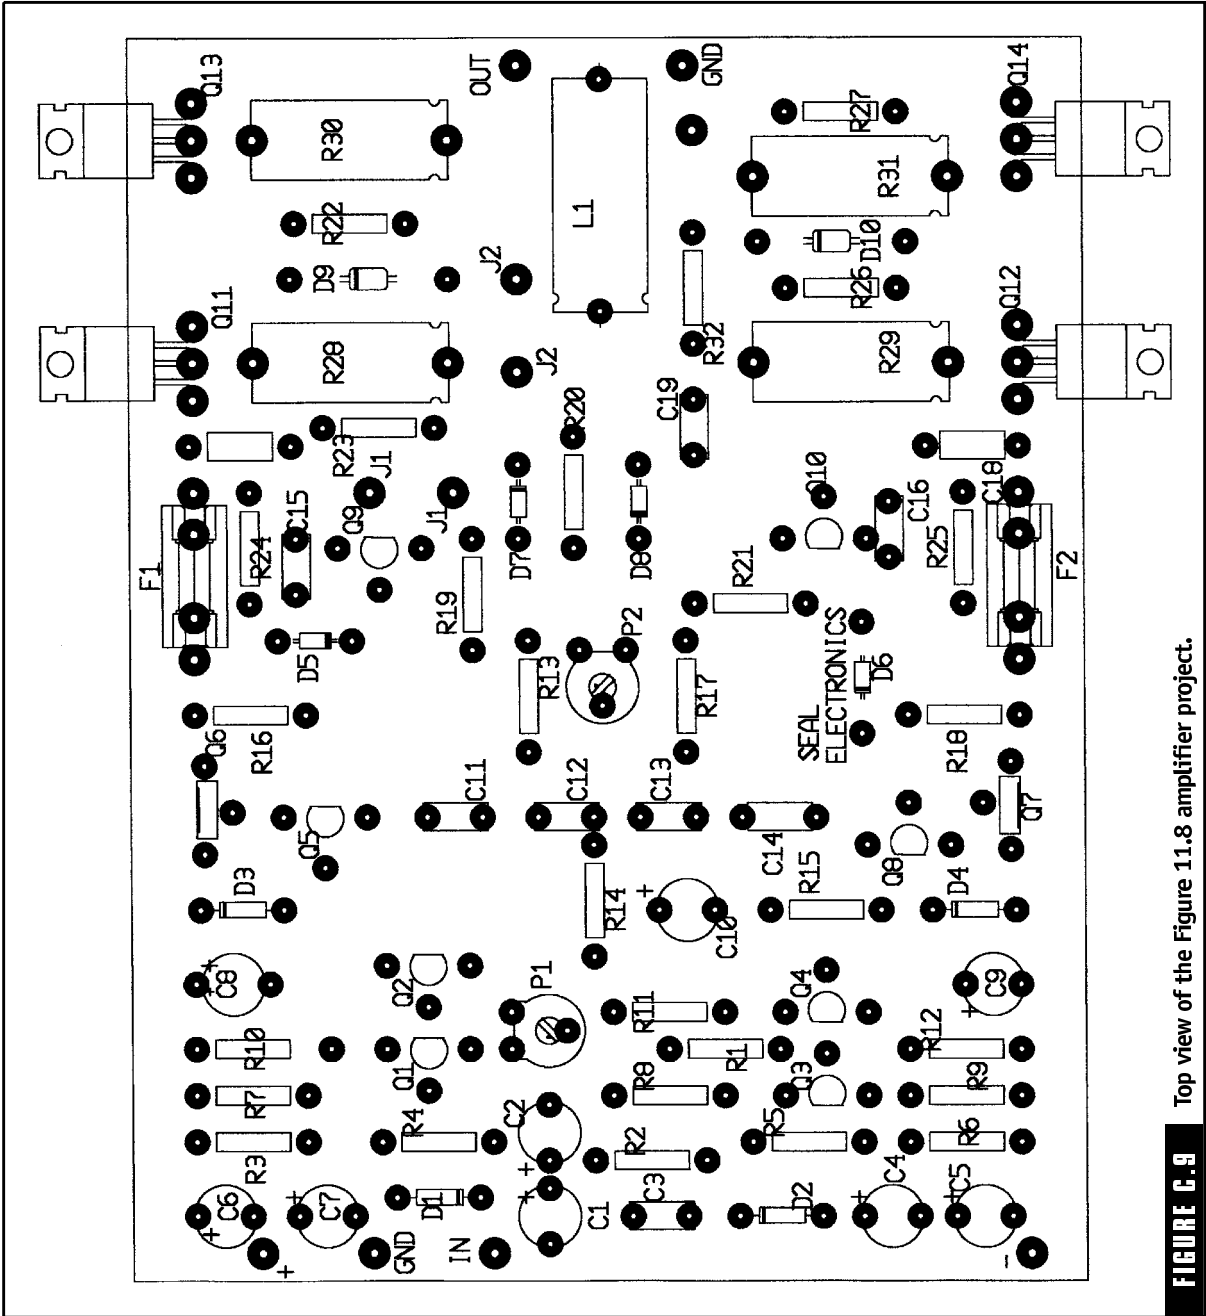 Q13
OUT
GND
Q14
R30
R27
R31
L1
R22
D10
D9
J2
R26
Q11
Q12
R32
R28
J2
R29
R20
C19
R23
J1
Q10
C18
C15
Q9
J1
C16
F1
R24
D7
D8
R25
F2
R21
R19
D5
R13
P2
R17
D6
SEAL
ELECTRONICS
Q6
R16
R18
C11
C12
C13
C14
Q5
Q7
Q8
D3
R14
+
C10
R15
D4
+
C8
Q2
P1
R11
Q4
C9
+
R10
Q1
R1
R12
R7
R8
Q3
R9
R3
R4
C2
+
R2
R5
R6
C6
+
+
C7
D1
+
C1
C3
D2
+
C4
+
C5
+
GND
IN
-
FIGURE C.9 Top view of the Figure 11.8 amplifier project.